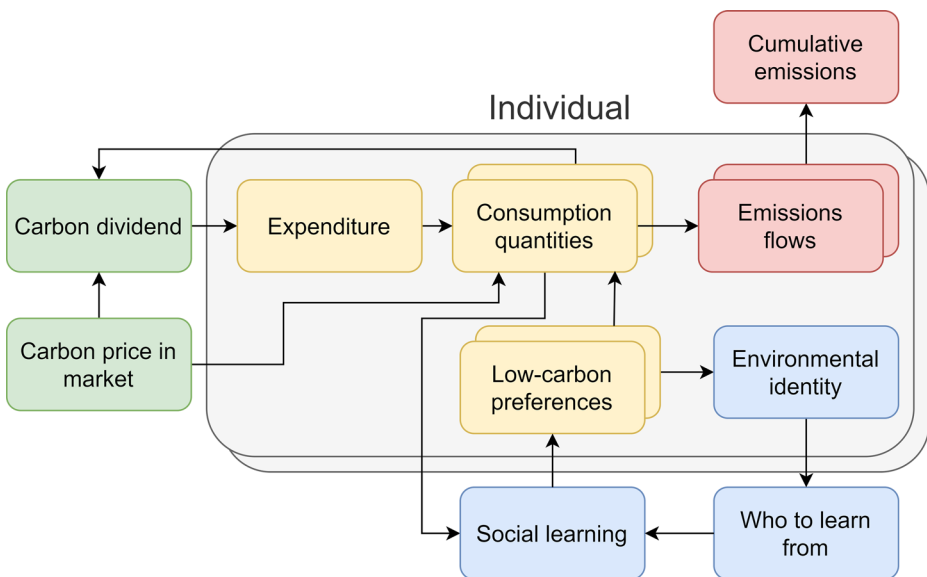 Cumulative
emissions
Individual
Carbon dividend
Expenditure
Consumption
quantities
Emissions
flows
Carbon price in
market
Low-carbon
preferences
Environmental
identity
Social learning
Who to learn
from